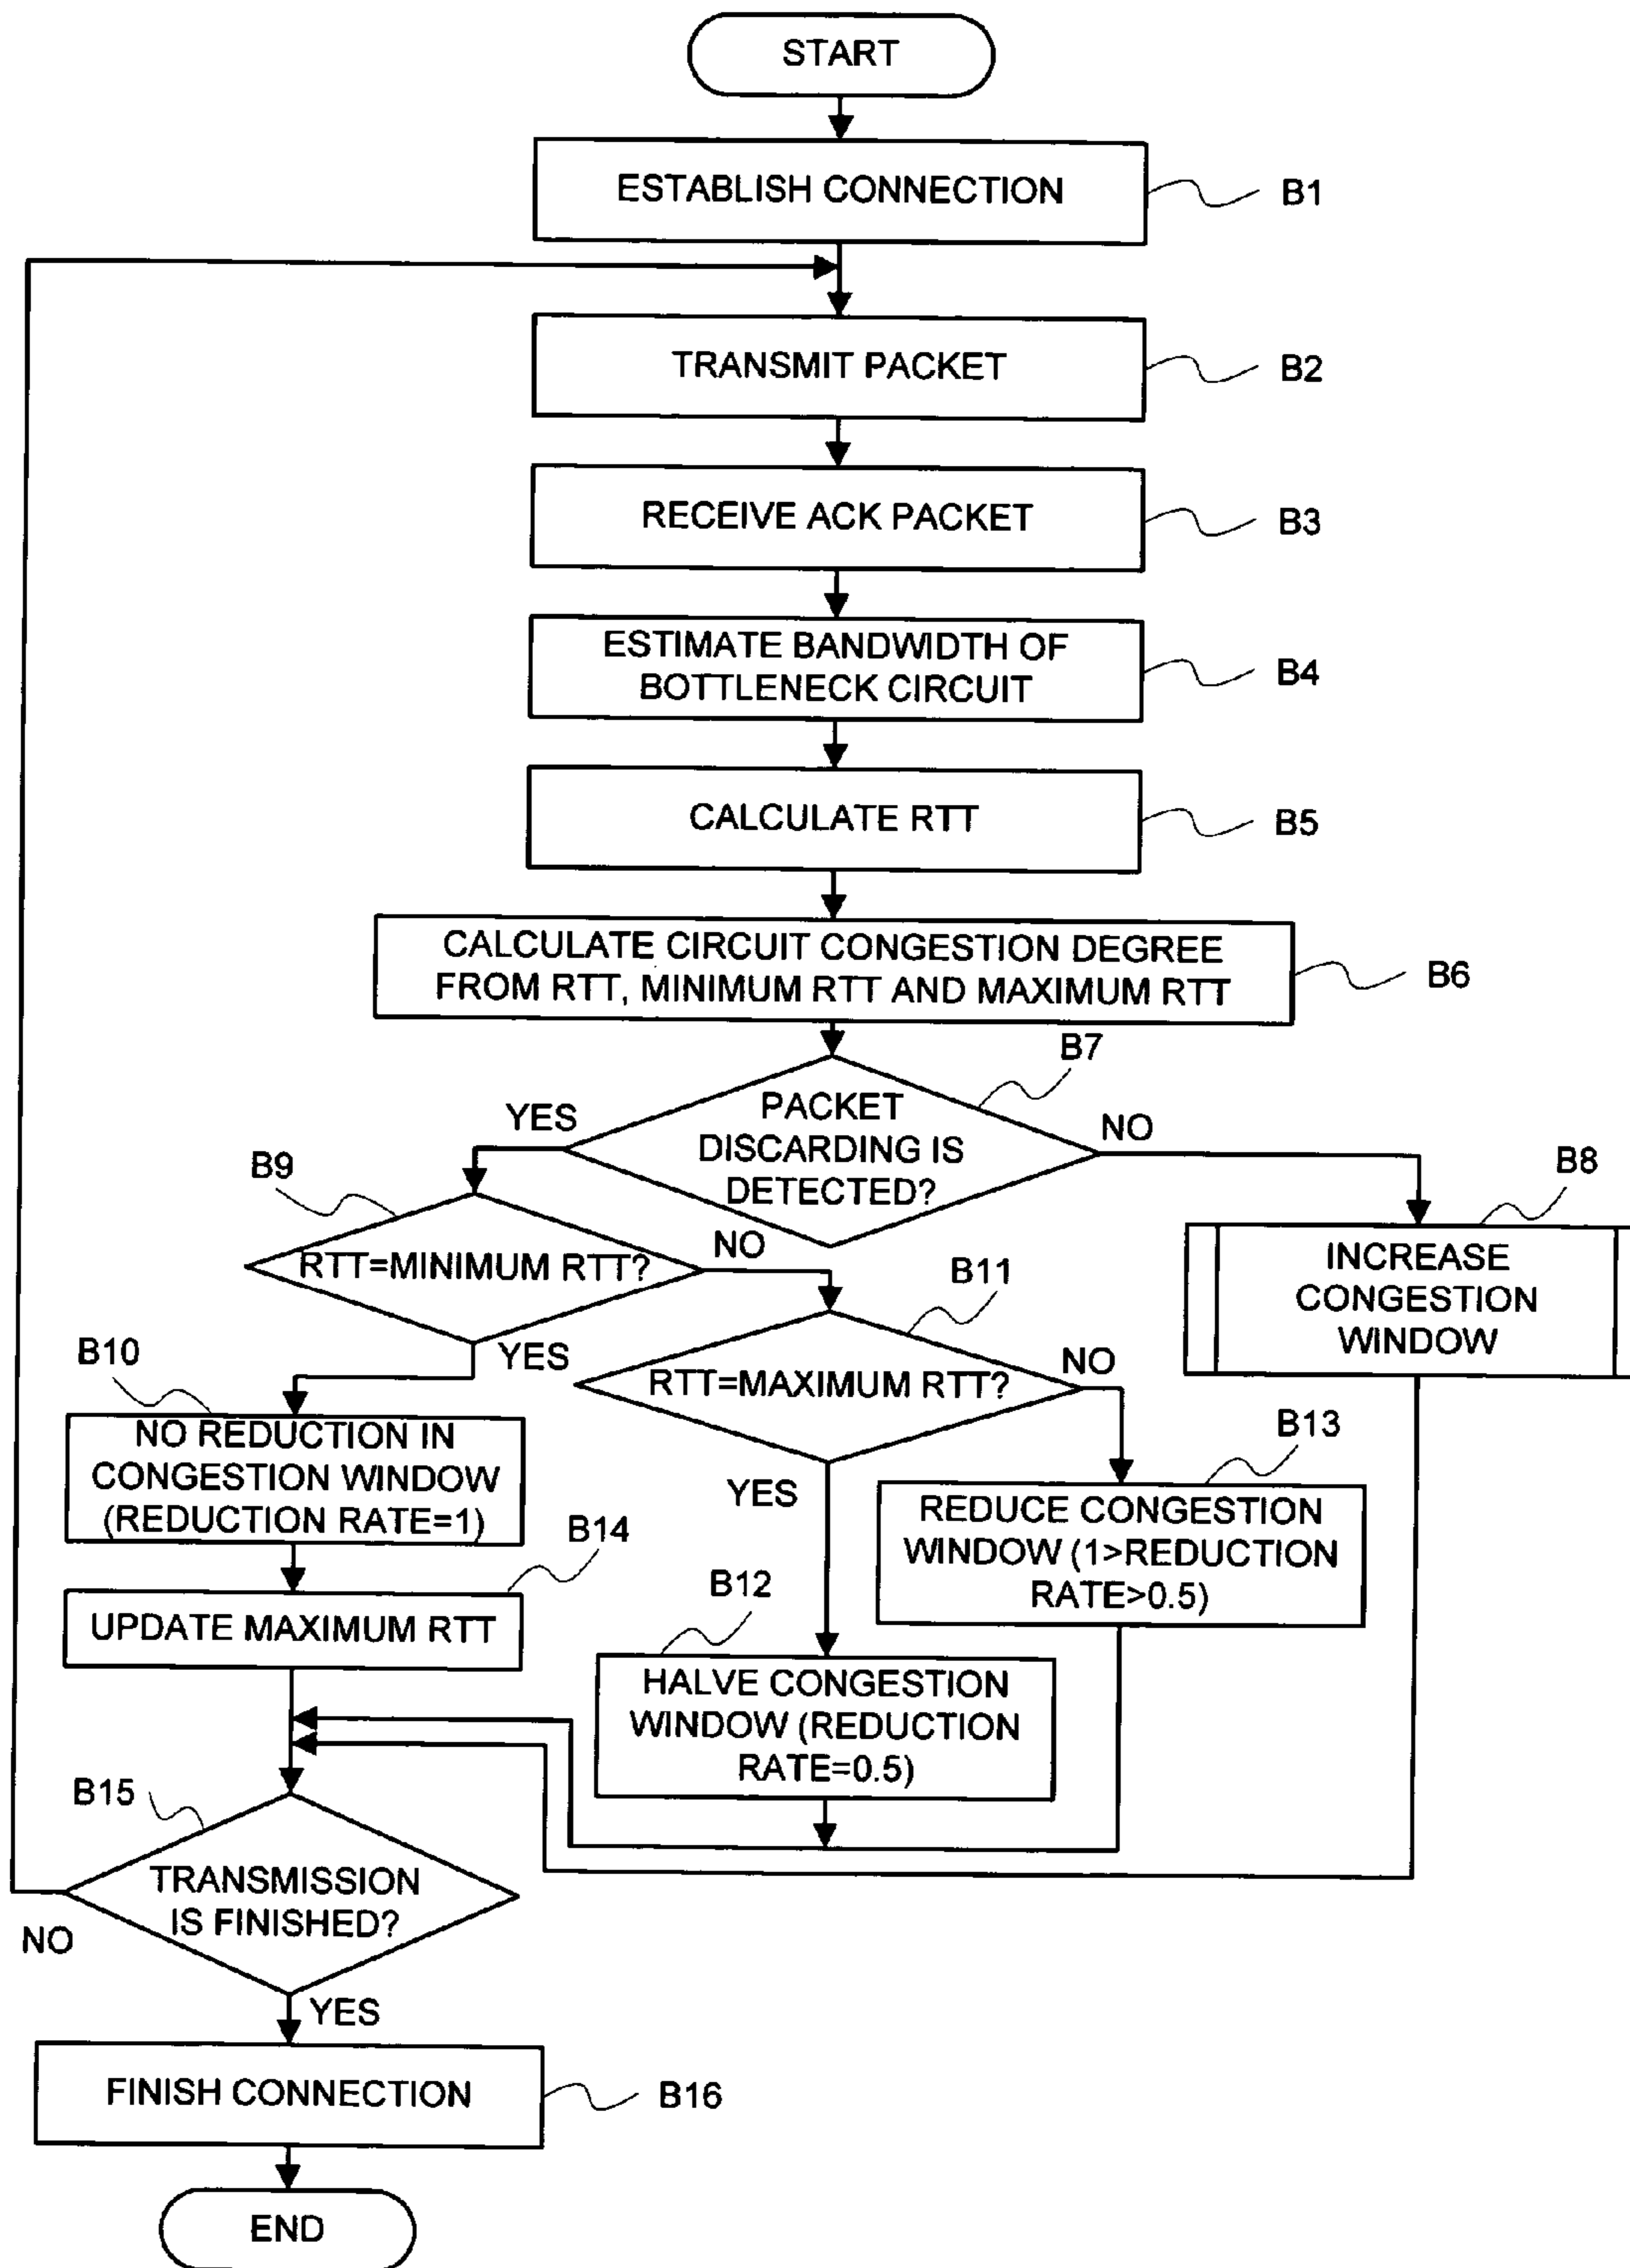 START
ESTABLISH CONNECTION
B1
TRANSMIT PACKET
B2
RECEIVE ACK PACKET
B3
ESTIMATE BANDWIDTH OF
BOTTLENECK CIRCUIT
B4
CALCULATE RTT
B5
CALCULATE CIRCUIT CONGESTION DEGREE
FROM RTT, MINIMUM RTT AND MAXIMUM RTT
B6
B7
PACKET
DISCARDING IS
DETECTED?
YES
NO
B8
INCREASE
CONGESTION
WINDOW
B9
RTT=MINIMUM RTT?
NO
YES
B11
RTT=MAXIMUM RTT?
NO
YES
B10
NO REDUCTION IN
CONGESTION WINDOW
(REDUCTION RATE=1)
B13
REDUCE CONGESTION
WINDOW (1>REDUCTION
RATE>0.5)
B14
UPDATE MAXIMUM RTT
B12
HALVE CONGESTION
WINDOW (REDUCTION
RATE=0.5)
B15
TRANSMISSION
IS FINISHED?
NO
YES
FINISH CONNECTION
B16
END